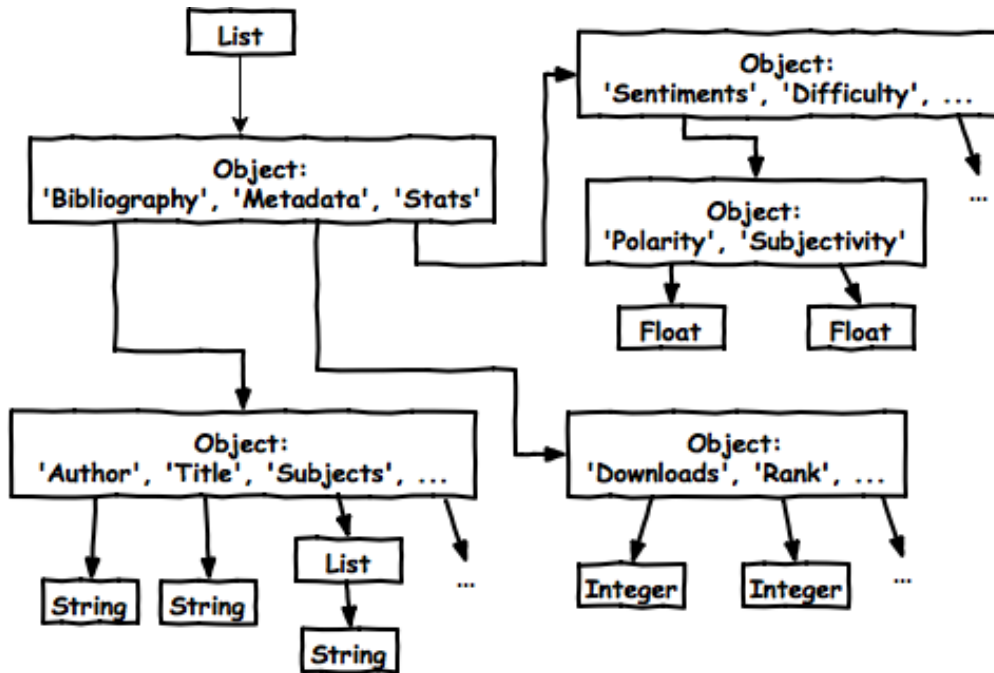 List
Object:
'Sentiments', 'Difficulty', ...
Object:
'Bibliography', 'Metadata', 'Stats'
Object:
'Polarity', 'Subjectivity'
...
Float
Float
Object:
'Author', 'Title', 'Subjects', ...
Object:
'Downloads', 'Rank', ...
List
...
String
String
String
Integer
Integer
...